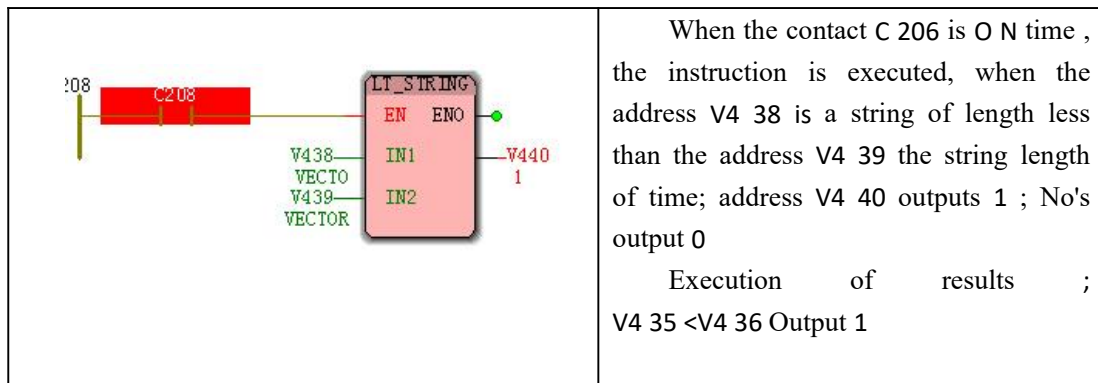 208
C208
LT_STRING
EN ENO
V438 IN1 V440
VECTO 1
V439 IN2
VECTOR
When the contact C 206 is O N time ,
the instruction is executed, when the
address V4 38 is a string of length less
than the address V4 39 the string length
of time; address V4 40 outputs 1 ; No's
output 0
Execution of results ;
V4 35 <V4 36 Output 1